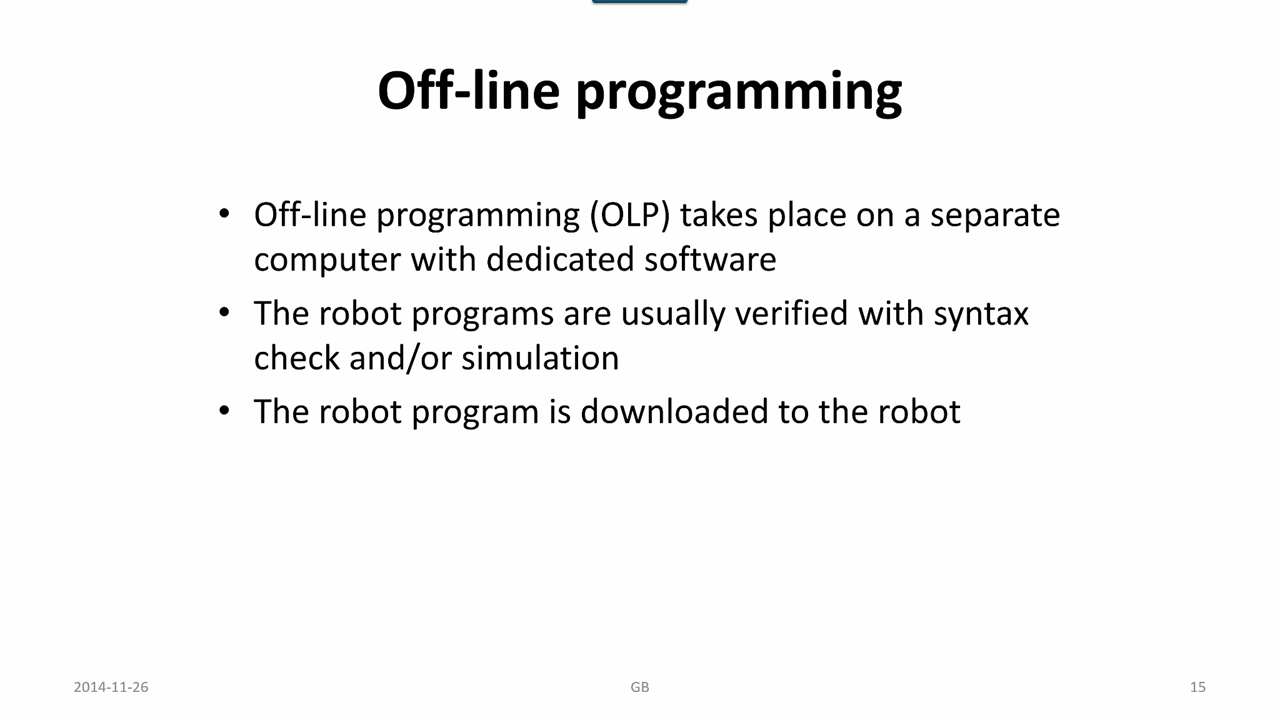 Off-line programming
• Off-line programming (OLP) takes place on a separate
computer with dedicated software
• The robot programs are usually verified with syntax
check and/or simulation
• The robot program is downloaded to the robot
2014-11-26
GB
15